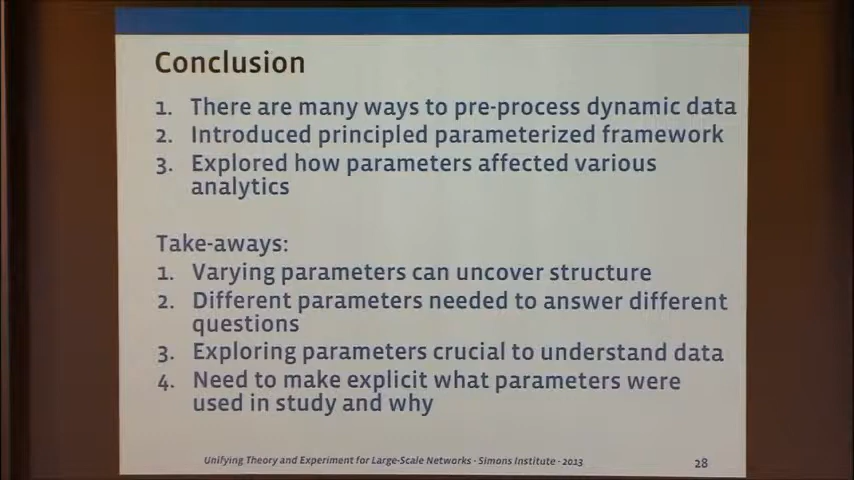 Conclusion
1. There are many ways to pre-process dynamic data
2. Introduced principled parameterized framework
3. Explored how parameters affected various
analytics
Take-aways:
1. Varying parameters can uncover structure
2. Different parameters needed to answer different
questions
3. Exploring parameters crucial to understand data
4. Need to make explicit what parameters were
used in study and why
Unifying Theory and Experiment for Large-Scale Networks · Simons Institute · 2013
28